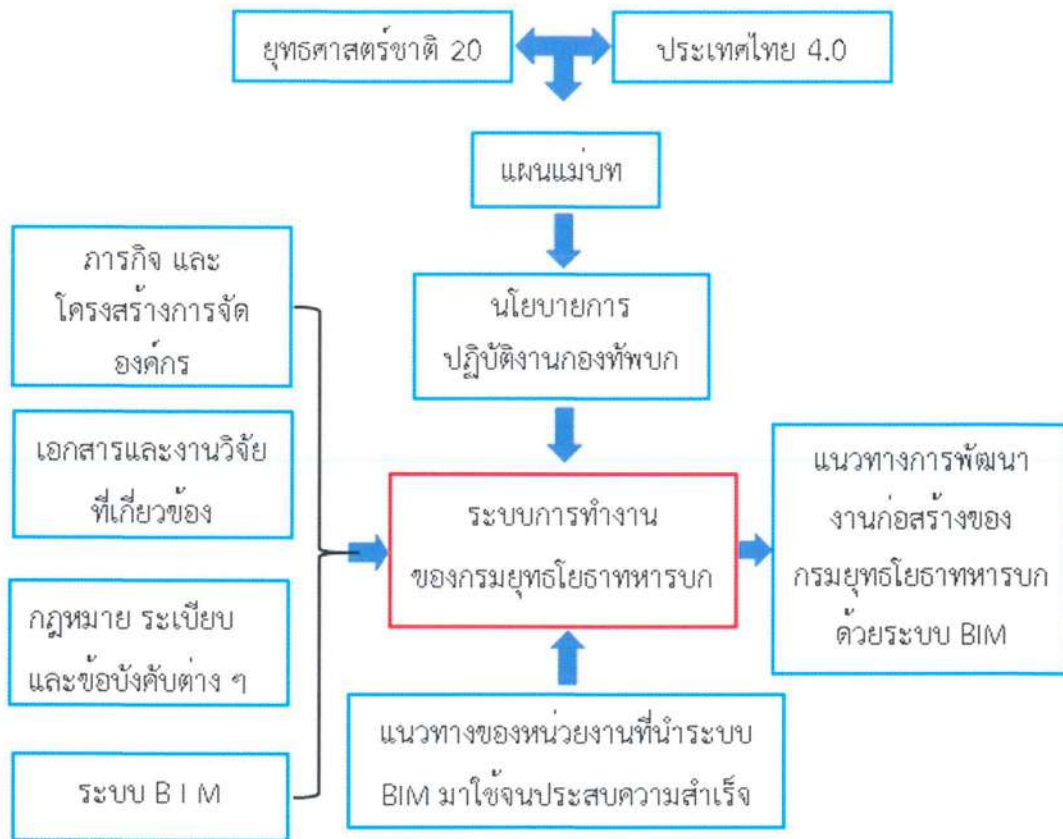 ยุทธศาสตร์ชาติ 20
ประเทศไทย 4.0
แผนแม่บท
นโยบายการ
ปฏิบัติงานกองทัพบก
ภารกิจ และ
โครงสร้างการจัด
องค์กร
เอกสารและงานวิจัย
ที่เกี่ยวข้อง
กฎหมาย ระเบียบ
และข้อบังคับต่าง ๆ
ระบบ B I M
ระบบการทำงาน
ของกรมยุทธโยธาทหารบก
แนวทางของหน่วยงานที่นำระบบ
BIM มาใช้จนประสบความสำเร็จ
แนวทางการพัฒนา
งานก่อสร้างของ
กรมยุทธโยธาทหารบก
ด้วยระบบ BIM